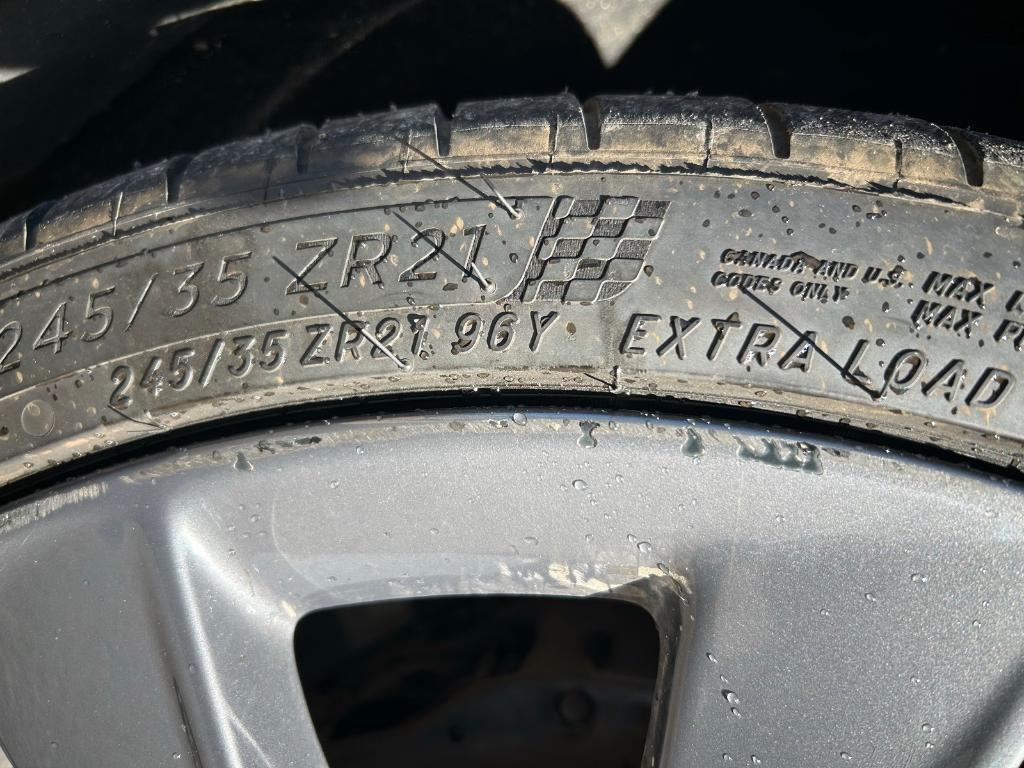 245/35 ZR21
245/35 ZR21 96Y
EXTRA LOAD
CANADA AND U.S.
CODES ONLY
MAX
MAX